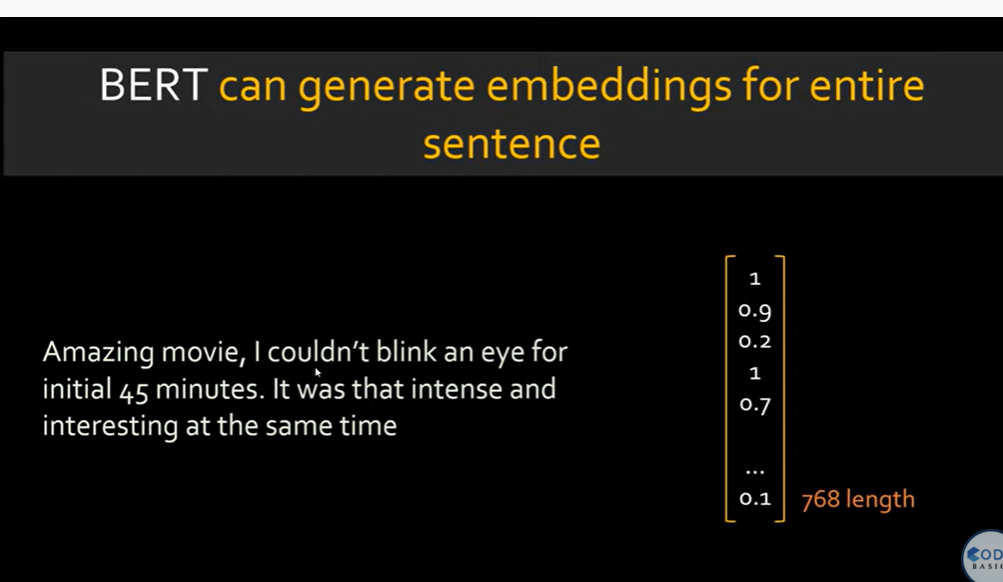 BERT can generate embeddings for entire
sentence
Amazing movie, I couldn't blink an eye for
initial 45 minutes. It was that intense and
interesting at the same time
1
0.9
0.2
1
0.7
...
0.1
768 length